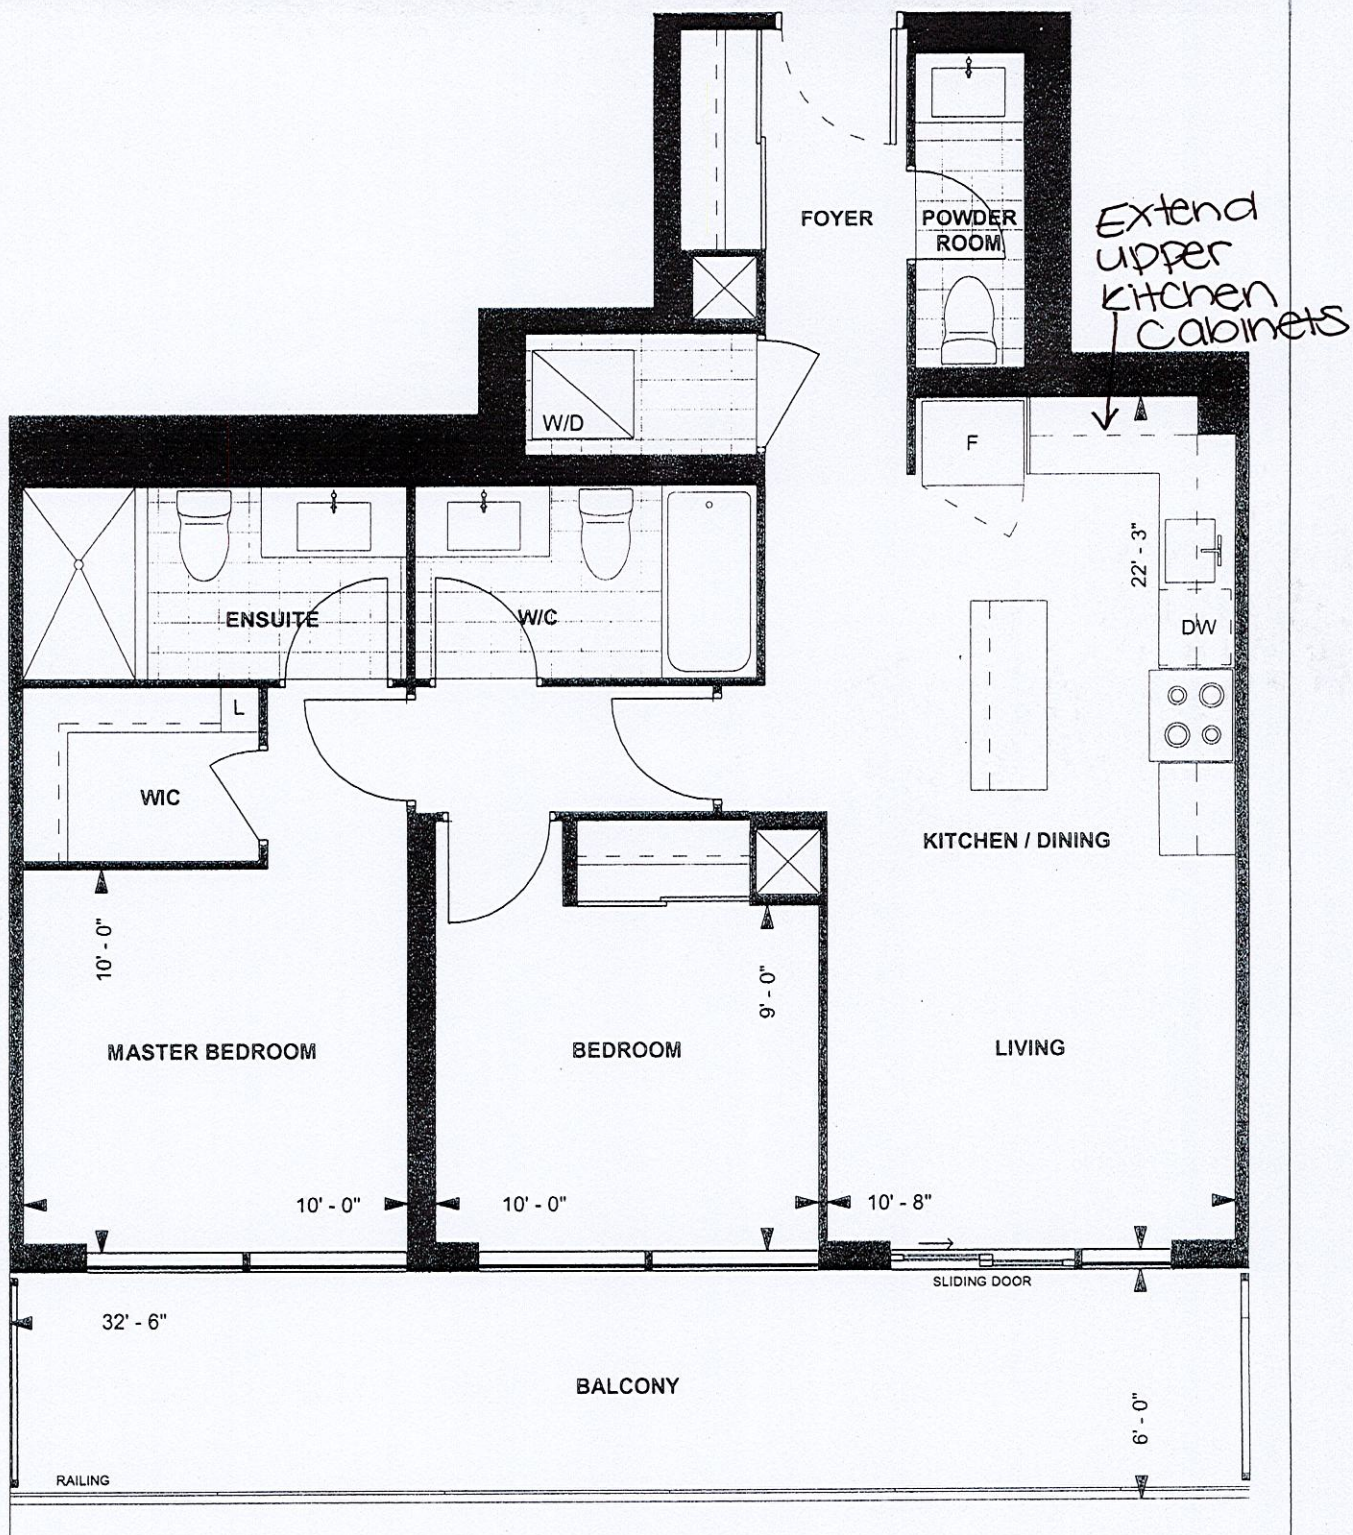 FOYER
POWDER
ROOM
Extend
upper
kitchen
cabinets
W/D
F
22' - 3"
ENSUITE
W/C
DW
L
WIC
KITCHEN / DINING
10' - 0"
9' - 0"
MASTER BEDROOM
BEDROOM
LIVING
10' - 0"
10' - 0"
10' - 8"
SLIDING DOOR
32' - 6"
BALCONY
6' - 0"
RAILING